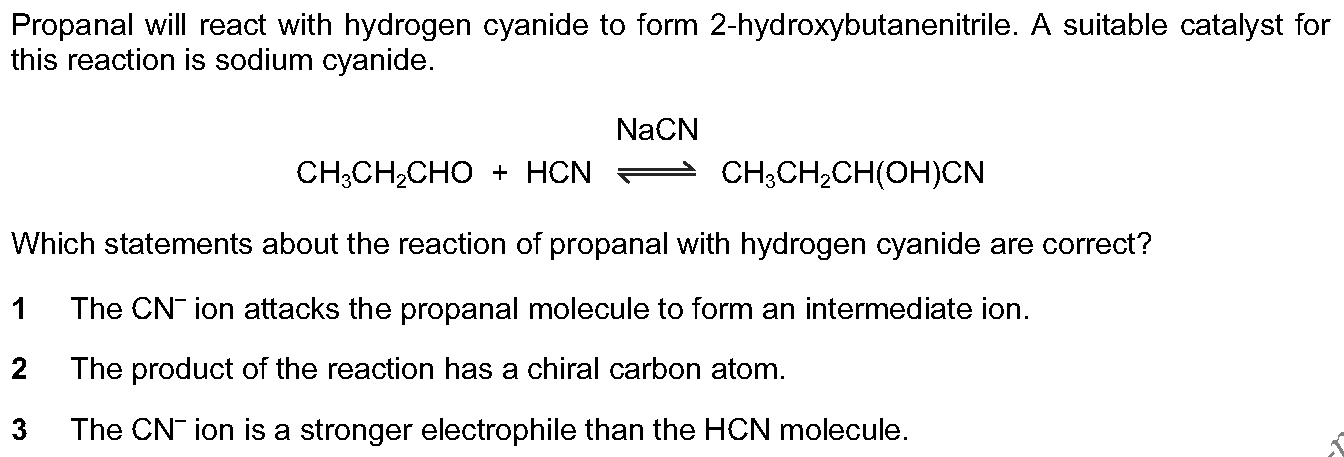 Propanal will react with hydrogen cyanide to form 2-hydroxybutanenitrile. A suitable catalyst for
this reaction is sodium cyanide.
NaCN
CH₃CH₂CHO + HCN ⇌ CH₃CH₂CH(OH)CN
Which statements about the reaction of propanal with hydrogen cyanide are correct?
1 The CN⁻ ion attacks the propanal molecule to form an intermediate ion.
2 The product of the reaction has a chiral carbon atom.
3 The CN⁻ ion is a stronger electrophile than the HCN molecule.